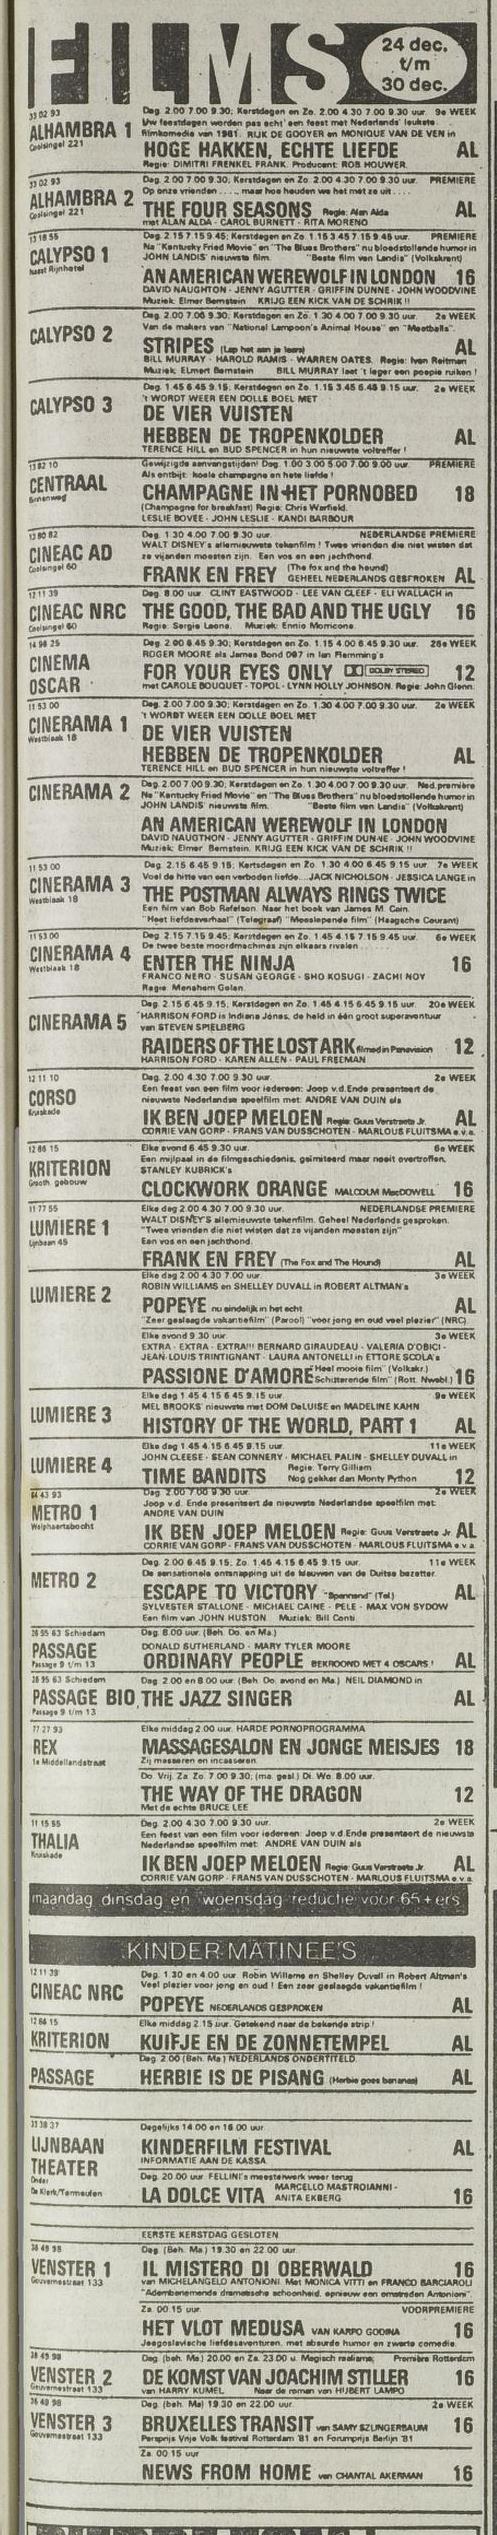 FILMS
24 dec.
t/m
30 dec.
33 02 93
ALHAMBRA 1
Coolsingel 221
Dag. 2.00 7.00 9.30; Kerstdagen en Zo. 2.00 4.30 7.00 9.30 uur. 9e WEEK
Uw feestdagen worden pas echt een feest met Nederlands' leukste
filmkomedie van 1981. RIJK DE GOOYER en MONIQUE VAN DE VEN in
HOGE HAKKEN, ECHTE LIEFDE AL
Regie: DIMITRI FRENKEL FRANK. Producent: ROB HOUWER.
33 02 93
ALHAMBRA 2
Coolsingel 221
Dag. 2.00 7.00 9.30; Kerstdagen en Zo. 2.00 4.30 7.00 9.30 uur. PREMIERE
Op onze vrienden . . . . , maar hoe houden we het met ze uit . . . .
THE FOUR SEASONS Regie: Alan Alda AL
met ALAN ALDA - CAROL BURNETT - RITA MORENO
13 18 55
CALYPSO 1
naast Rijnhotel
Dag. 2.15 7.15 9.45; Kerstdagen en Zo. 1.45 4.15 7.15 9.45 uur PREMIERE
Na "Kentucky Fried Movie" en "The Blues Brothers" nu bloedstollende humor in
JOHN LANDIS' nieuwste film. "Beste film van Landis" (Volkskrant)
AN AMERICAN WEREWOLF IN LONDON 16
DAVID NAUGHTON - JENNY AGUTTER - GRIFFIN DUNNE - JOHN WOODVINE
Muziek: Elmer Bernstein KRIJG EEN KICK VAN DE SCHRIK !!
CALYPSO 2
Dag. 2.00 7.00 9.30; Kerstdagen en Zo. 1.30 4.00 7.00 9.30 uur 2e WEEK
Van de makers van "National Lampoon's Animal House" en "Meatballs".
STRIPES (Lap het aan je laars) AL
BILL MURRAY - HAROLD RAMIS - WARREN OATES. Regie: Ivan Reitman
Muziek: Elmert Bernstein BILL MURRAY laat 't leger een poepie ruiken !
CALYPSO 3
Dag. 1.45 6.45 9.15; Kerstdagen en Zo. 1.15 3.45 6.45 9.15 uur. 2e WEEK
't WORDT WEER EEN DOLLE BOEL MET
DE VIER VUISTEN
HEBBEN DE TROPENKOLDER AL
TERENCE HILL en BUD SPENCER in hun nieuwste voltreffer !
13 82 10
CENTRAAL
Binnenweg
Gewijzigde aanvangstijden! Dag. 1.00 3.00 5.00 7.00 9.00 uur. PREMIERE
Als ontbijt: koele champagne en hete liefde !
CHAMPAGNE IN HET PORNOBED 18
(Champagne for breakfast) Regie: Chris Warfield.
LESLIE BOVEE - JOHN LESLIE - KANDI BARBOUR
13 80 82
CINEAC AD
Coolsingel 60
Dag. 1.30 4.00 7.00 9.30 uur NEDERLANDSE PREMIERE
WALT DISNEY's allernieuwste tekenfilm ! Twee vrienden die niet wisten dat
ze vijanden moesten zijn. Een vos en een jachthond.
FRANK EN FREY (The fox and the hound)
GEHEEL NEDERLANDS GESPROKEN AL
12 11 39
CINEAC NRC
Coolsingel 60
Dag. 8.00 uur. CLINT EASTWOOD - LEE VAN CLEEF - ELI WALLACH in
THE GOOD, THE BAD AND THE UGLY 16
Regie: Sergio Leone. Muziek: Ennio Morricone.
14 98 25
CINEMA
OSCAR
Dag. 2.00 6.45 9.30; Kerstdagen en Zo. 1.15 4.00 6.45 9.30 uur. 26e WEEK
ROGER MOORE als James Bond 007 in Ian Flemming's
FOR YOUR EYES ONLY DOLBY STEREO 12
met CAROLE BOUQUET - TOPOL - LYNN HOLLY JOHNSON. Regie: John Glenn.
11 53 00
CINERAMA 1
Westblaak 18
Dag. 2.00 7.00 9.30; Kerstdagen en Zo. 1.30 4.00 7.00 9.30 uur 2e WEEK
't WORDT WEER EEN DOLLE BOEL MET
DE VIER VUISTEN
HEBBEN DE TROPENKOLDER AL
TERENCE HILL en BUD SPENCER in hun nieuwste voltreffer !
CINERAMA 2
Dag. 2.00 7.00 9.30; Kerstdagen en Zo. 1.30 4.00 7.00 9.30 uur. Ned. première
Na "Kentucky Fried Movie" en "The Blues Brothers" nu bloedstollende humor in
JOHN LANDIS' nieuwste film. "Beste film van Landis" (Volkskrant)
AN AMERICAN WEREWOLF IN LONDON
DAVID NAUGTHON - JENNY AGUTTER - GRIFFIN DUNNE - JOHN WOODVINE
Muziek: Elmer Bernstein. KRIJG EEN KICK VAN DE SCHRIK !!
11 53 00
CINERAMA 3
Westblaak 18
Dag. 2.15 6.45 9.15; Kertsdagen en Zo. 1.30 4.00 6.45 9.15 uur. 7e WEEK
Voel de hitte van een verboden liefde...JACK NICHOLSON - JESSICA LANGE in
THE POSTMAN ALWAYS RINGS TWICE
Een film van Bob Rafelson. Naar het boek van James M. Cain.
"Heet liefdesverhaal" (Telegraaf) "Meeslepende film" (Haagsche Courant)
11 53 00
CINERAMA 4
Westblaak 18
Dag. 2.15 7.15 9.45; Kerstdagen en Zo. 1.45 4.15 7.15 9.45 uur 6e WEEK
De twee beste moordmachines zijn elkaars rivalen . . . .
ENTER THE NINJA 16
FRANCO NERO - SUSAN GEORGE - SHO KOSUGI - ZACHI NOY
Regie: Menahem Golan.
CINERAMA 5
Dag. 2.15 6.45 9.15; Kerstdagen en Zo. 1.45 4.15 6.45 9.15 uur. 20e WEEK
HARRISON FORD is Indiana Jones, de held in één groot superavontuur
van STEVEN SPIELBERG
RAIDERS OF THE LOST ARK filmed in Panavision 12
HARRISON FORD - KAREN ALLEN - PAUL FREEMAN
12 11 10
CORSO
Kruiskade
Dag. 2.00 4.30 7.00 9.30 uur. 2e WEEK
Een feest van een film voor iedereen: Joop v.d.Ende presenteert de
nieuwste Nederlandse speelfilm met: ANDRE VAN DUIN als
IK BEN JOEP MELOEN Regie: Guus Verstraete Jr. AL
CORRIE VAN GORP - FRANS VAN DUSSCHOTEN - MARLOUS FLUITSMA e.v.a.
12 86 15
KRITERION
Grooth. gebouw
Elke avond 6.45 9.30 uur. 6e WEEK
Een mijlpaal in de filmgeschiedenis, geïmiteerd maar nooit overtroffen.
STANLEY KUBRICK's
CLOCKWORK ORANGE MALCOLM MacDOWELL 16
11 77 55
LUMIERE 1
Lijnbaan 45
Elke dag 2.00 4.30 7.00 9.30 uur. NEDERLANDSE PREMIERE
WALT DISNEY'S allernieuwste tekenfilm. Geheel Nederlands gesproken.
"Twee vrienden die niet wisten dat ze vijanden moesten zijn"
Een vos en een jachthond.
FRANK EN FREY (The Fox and The Hound) AL
LUMIERE 2
Elke dag 2.00 4.30 7.00 uur. 3e WEEK
ROBIN WILLIAMS en SHELLEY DUVALL in ROBERT ALTMAN's
POPEYE nu eindelijk in het echt AL
"Zeer geslaagde vakantiefilm" (Parool) "voor jong en oud veel plezier" (NRC)
Elke avond 9.30 uur. 3e WEEK
EXTRA - EXTRA - EXTRA!!! BERNARD GIRAUDEAU - VALERIA D'OBICI -
JEAN-LOUIS TRINTIGNANT - LAURA ANTONELLI in ETTORE SCOLA's
PASSIONE D'AMORE "Heel mooie film" (Volkskr.)
"Schitterende film" (Rott. Nwsbl.) 16
LUMIERE 3
Elke dag 1.45 4.15 6.45 9.15 uur. 9e WEEK
MEL BROOKS' nieuwste met DOM DeLUISE en MADELINE KAHN
HISTORY OF THE WORLD, PART 1 AL
LUMIERE 4
Elke dag 1.45 4.15 6.45 9.15 uur 11e WEEK
JOHN CLEESE - SEAN CONNERY - MICHAEL PALIN - SHELLEY DUVALL in
TIME BANDITS Regie: Terry Gilliam
Nog gekker dan Monty Python 12
METRO 1
Wolphaertsbocht
Dag. 2.00 7.00 9.30 uur. 2e WEEK
Joop v.d. Ende presenteert de nieuwste Nederlandse speelfilm met:
ANDRE VAN DUIN
IK BEN JOEP MELOEN Regie: Guus Verstraete Jr. AL
CORRIE VAN GORP - FRANS VAN DUSSCHOTEN - MARLOUS FLUITSMA e.v.a.
METRO 2
Dag. 2.00 6.45 9.15; Zo. 1.45 4.15 6.45 9.15 uur. 11e WEEK
De sensationele ontsnapping uit de klauwen van de Duitse bezetter.
ESCAPE TO VICTORY "Spannend" (Tel.) AL
SYLVESTER STALLONE - MICHAEL CAINE - PELE - MAX VON SYDOW
Een film van JOHN HUSTON. Muziek: Bill Conti.
26 95 63 Schiedam
PASSAGE
Passage 9 t/m 13
Dag. 8.00 uur. (Beh. Do. en Ma.)
DONALD SUTHERLAND - MARY TYLER MOORE
ORDINARY PEOPLE BEKROOND MET 4 OSCARS ! AL
26 95 63 Schiedam
PASSAGE BIO
Passage 9 t/m 13
Dag. 2.00 en 8.00 uur. (Beh. Do. avond en Ma.) NEIL DIAMOND in
THE JAZZ SINGER AL
77 27 93
REX
1e Middellandstraat
Elke middag 2.00 uur. HARDE PORNOPROGRAMMA
MASSAGESALON EN JONGE MEISJES 18
Zij masseren en incasseren.
Do. Vrij. Za. Zo. 7.00 9.30; (ma. gesl.) Di. Wo. 8.00 uur.
THE WAY OF THE DRAGON 12
Met de echte BRUCE LEE
11 15 55
THALIA
Kruiskade
Dag. 2.00 4.30 7.00 9.30 uur 2e WEEK
Een feest van een film voor iedereen: Joop v.d.Ende presenteert de nieuwste
Nederlandse speelfilm met: ANDRE VAN DUIN als
IK BEN JOEP MELOEN Regie: Guus Verstraete Jr. AL
CORRIE VAN GORP - FRANS VAN DUSSCHOTEN - MARLOUS FLUITSMA e.v.a.
maandag dinsdag en woensdag reductie voor 65+ers
KINDER MATINEE'S
12 11 39
CINEAC NRC
Dag. 1.30 en 4.00 uur. Robin Willems en Shelley Duvall in Robert Altman's
Veel plezier voor jong en oud ! Een zeer geslaagde vakantiefilm !
POPEYE NEDERLANDS GESPROKEN AL
12 86 15
KRITERION
Elke middag 2.15 uur. Getekend naar de bekende strip !
KUIFJE EN DE ZONNETEMPEL AL
PASSAGE
Dag. 2.00 (Beh. Ma.) NEDERLANDS ONDERTITELD.
HERBIE IS DE PISANG (Herbie goes bananas) AL
33 38 37
LIJNBAAN
THEATER
Onder
De Klerk/Termeulen
Dagelijks 14.00 en 16.00 uur.
KINDERFILM FESTIVAL AL
INFORMATIE AAN DE KASSA.
Dag. 20.00 uur. FELLINI's meesterwerk weer terug
LA DOLCE VITA MARCELLO MASTROIANNI -
ANITA EKBERG 16
EERSTE KERSTDAG GESLOTEN
36 49 98
VENSTER 1
Gouvernestraat 133
Dag. (Beh. Ma.) 19.30 en 22.00 uur.
IL MISTERO DI OBERWALD 16
van MICHELANGELO ANTONIONI. Met MONICA VITTI en FRANCO BARCIAROLI
"Adembenemende dramatische schoonheid, opnieuw een omstreden Antonioni".
Za. 00.15 uur. VOORPREMIERE
HET VLOT MEDUSA VAN KARPO GODINA 16
Joegoslavische liefdesavonturen, met absurde humor en zwarte comedie.
36 49 98
VENSTER 2
Gouvernestraat 133
Dag. (beh. Ma) 20.00 en Za. 23.00 u. Magisch realisme; Première Rotterdam
DE KOMST VAN JOACHIM STILLER 16
van HARRY KUMEL Naar de roman van HUBERT LAMPO
36 49 98
VENSTER 3
Gouvernestraat 133
Dag. (beh. Ma) 19.30 en 22.00 uur. 2e WEEK
BRUXELLES TRANSIT van SAMY SZLINGERBAUM 16
Persprijs Vrije Volk festival Rotterdam '81 en Forumprijs Berlijn '81
Za. 00.15 uur
NEWS FROM HOME van CHANTAL AKERMAN 16